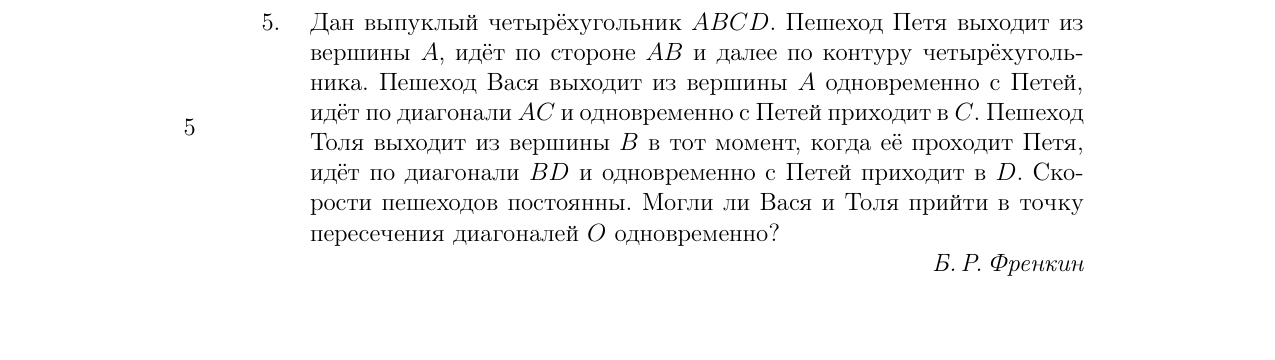 5. Дан выпуклый четырёхугольник ABCD. Пешеход Петя выходит из
вершины A, идёт по стороне AB и далее по контуру четырёхуголь-
ника. Пешеход Вася выходит из вершины A одновременно с Петей,
идёт по диагонали AC и одновременно с Петей приходит в C. Пешеход
5
Толя выходит из вершины B в тот момент, когда её проходит Петя,
идёт по диагонали BD и одновременно с Петей приходит в D. Ско-
рости пешеходов постоянны. Могли ли Вася и Толя прийти в точку
пересечения диагоналей O одновременно?
Б. Р. Френкин